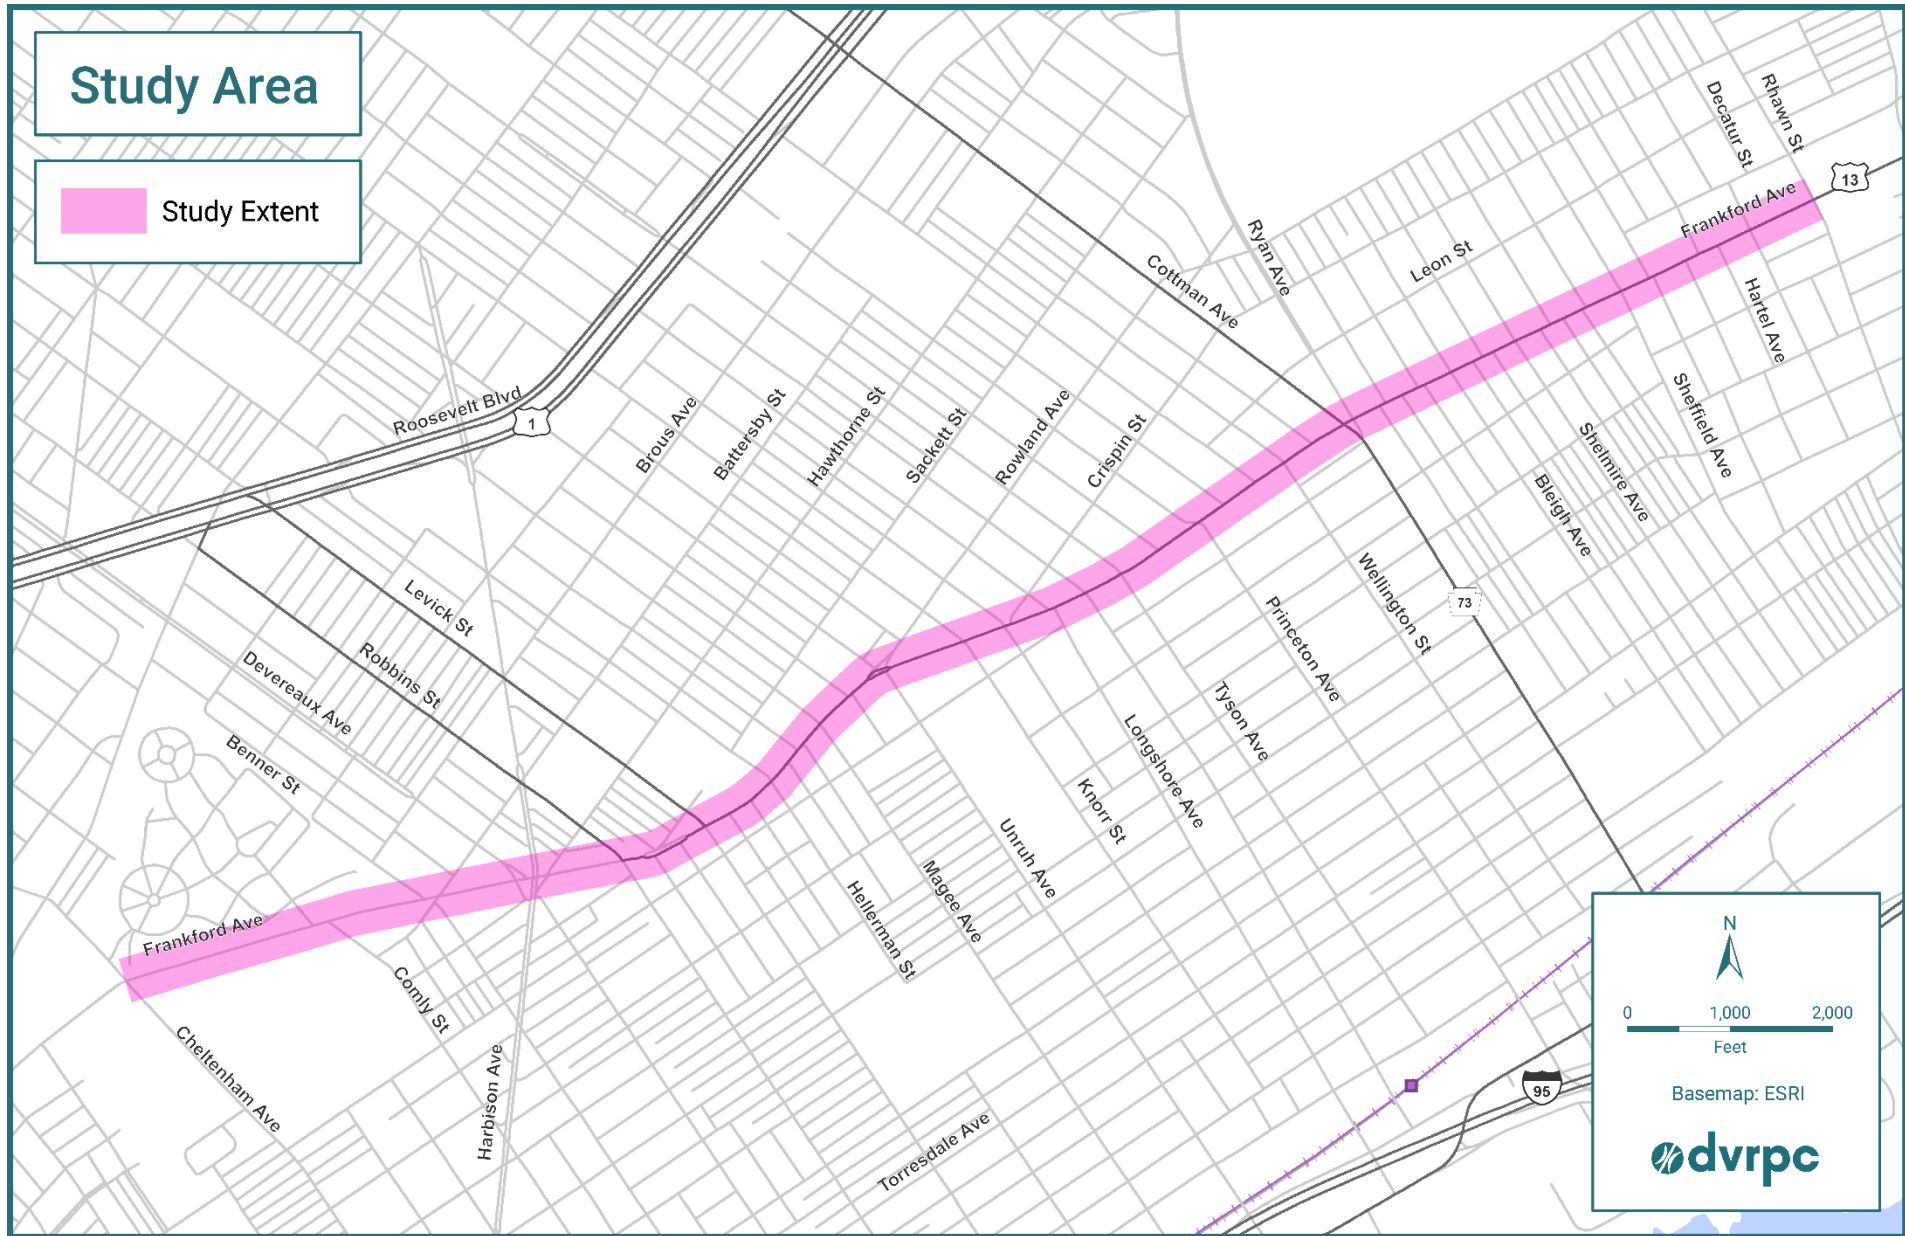 Study Area
Study Extent
Decatur St
Rhawn St
13
Frankford Ave
Ryan Ave
Leon St
Cottman Ave
Hartel Ave
Roosevelt Blvd
1
Brous Ave
Battersby St
Hawthorne St
Sackett St
Rowland Ave
Crispin St
Sheffield Ave
Shelmire Ave
Bleigh Ave
Levick St
Robbins St
Devereaux Ave
Benner St
Wellington St
73
Princeton Ave
Tyson Ave
Longshore Ave
Knorr St
Unruh Ave
Magee Ave
Hellerman St
Frankford Ave
Comly St
Cheltenham Ave
Harbison Ave
Torresdale Ave
95
N
0 1,000 2,000
Feet
Basemap: ESRI
dvrpc